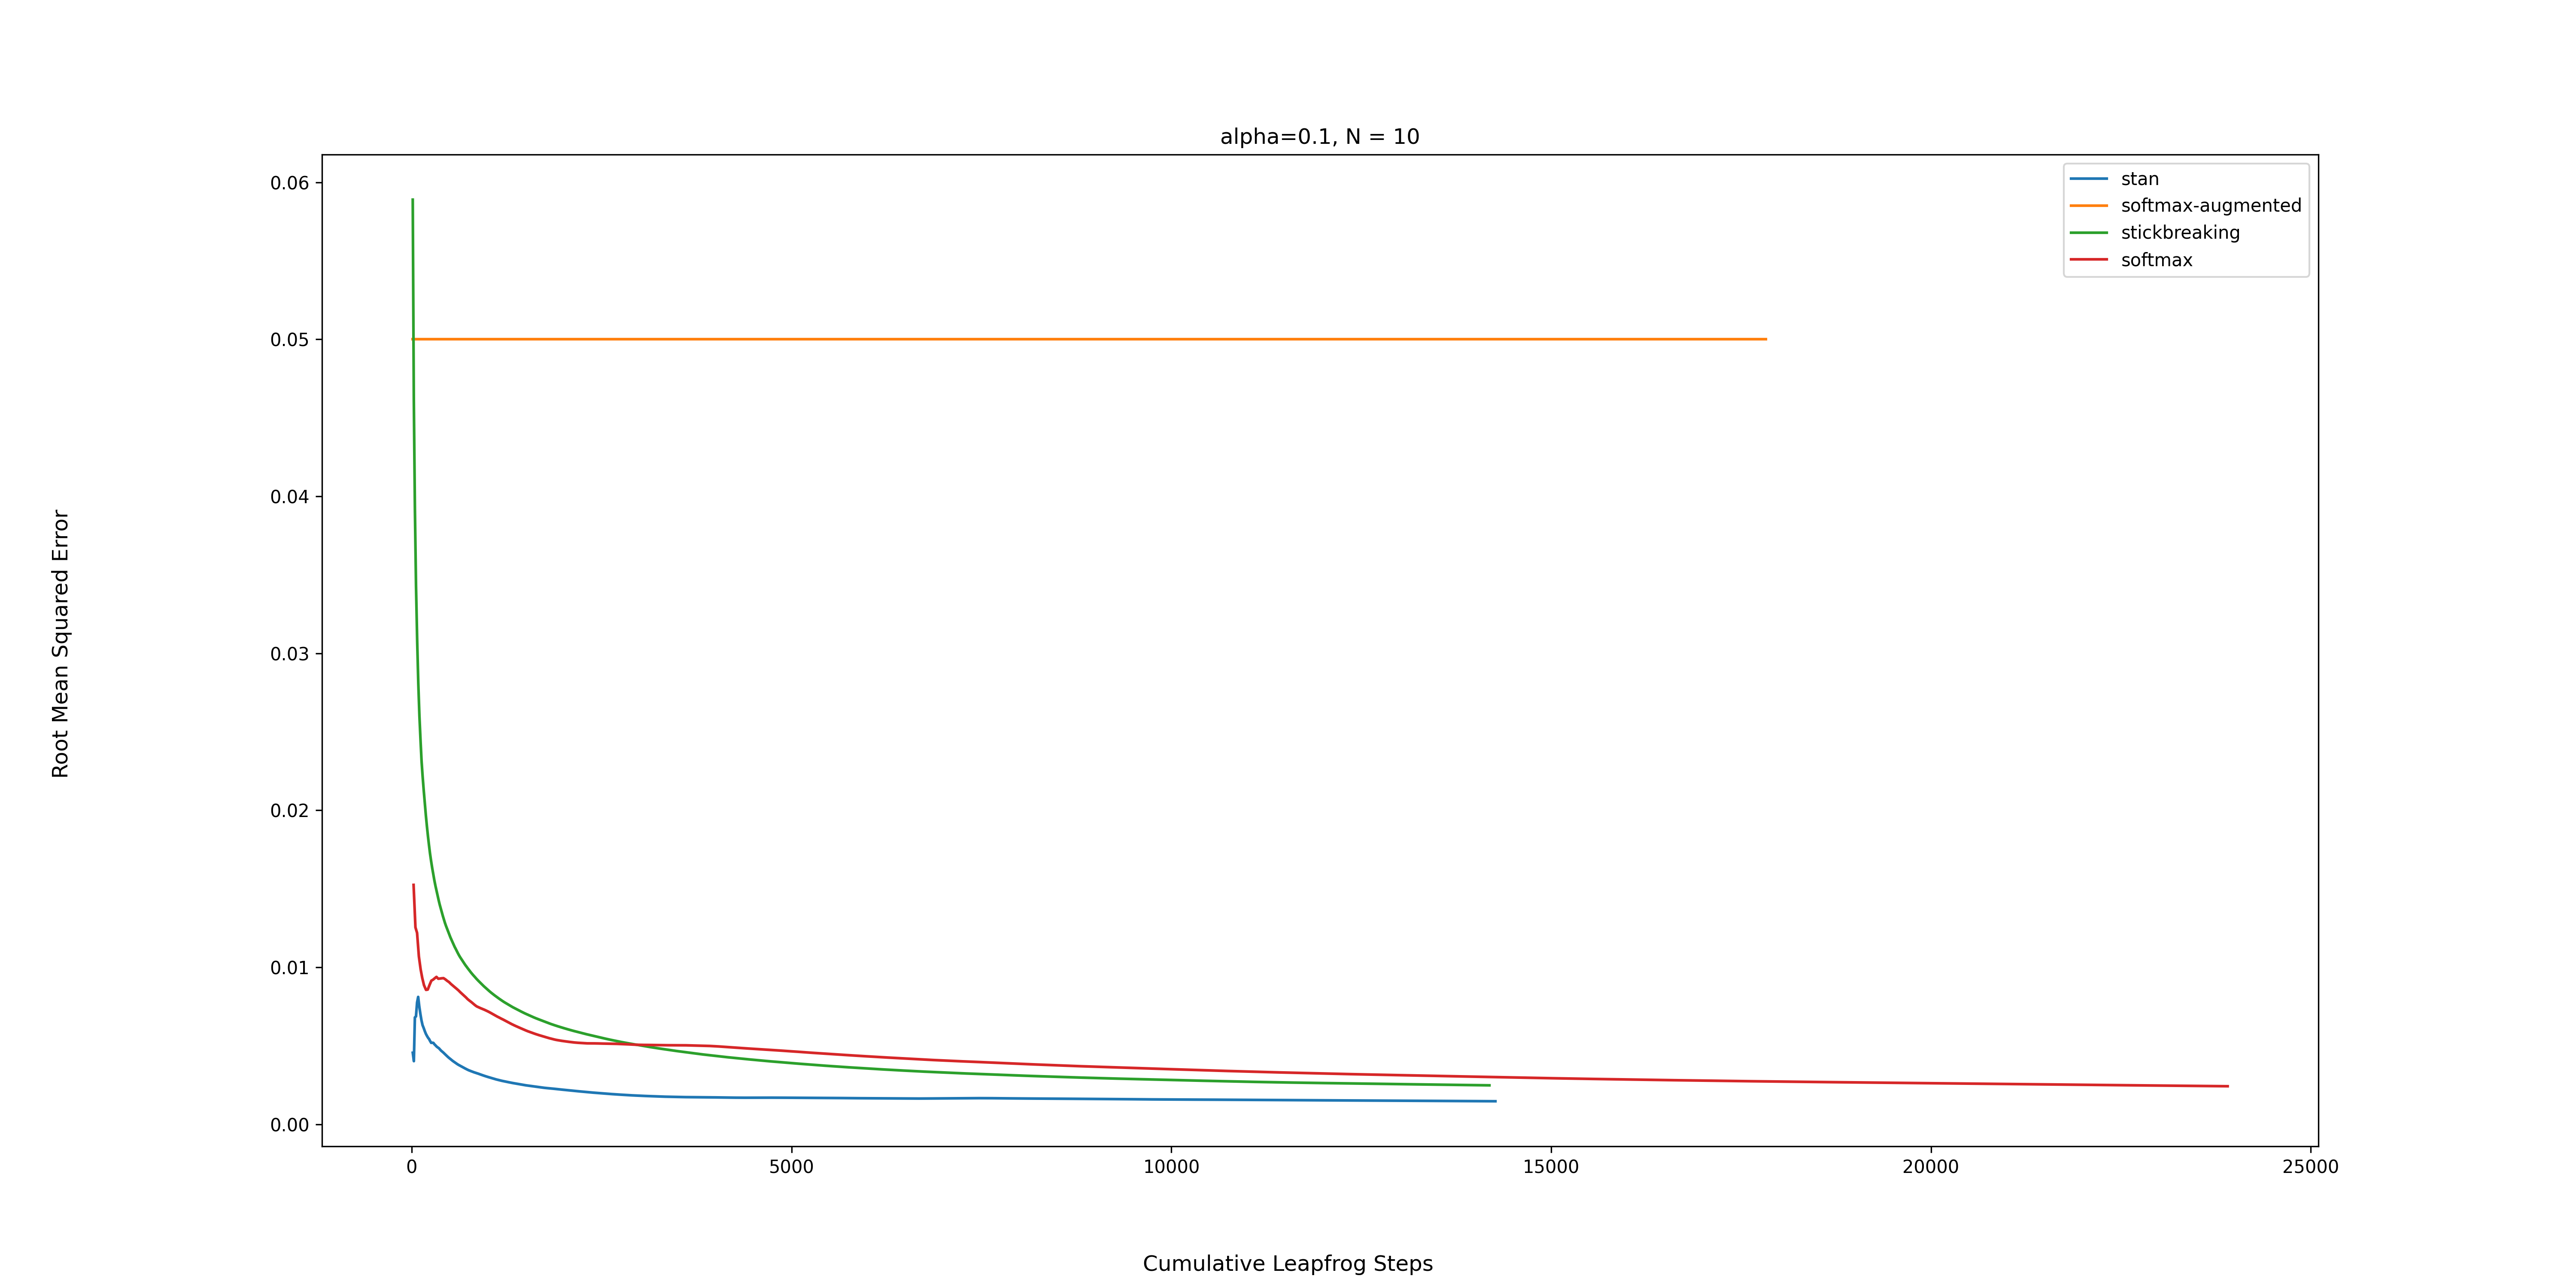 alpha=0.1, N = 10
stan
softmax-augmented
stickbreaking
softmax
Root Mean Squared Error
0.06
0.05
0.04
0.03
0.02
0.01
0.00
0 5000 10000 15000 20000 25000
Cumulative Leapfrog Steps